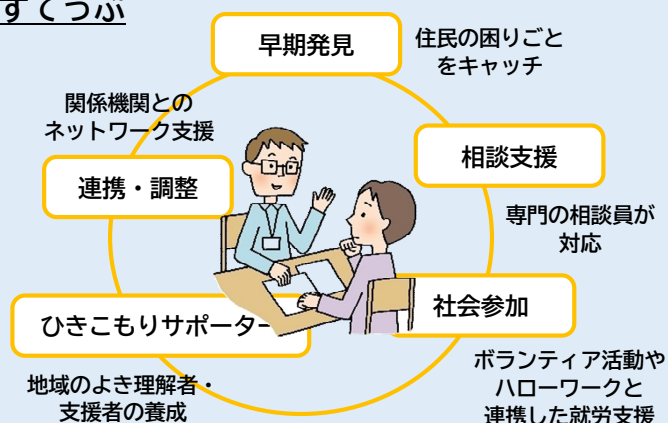 すてっぷ
早期発見
住民の困りごと
をキャッチ
関係機関との
ネットワーク支援
連携・調整
相談支援
専門の相談員が
対応
ひきこもりサポーター
社会参加
地域のよき理解者・
支援者の養成
ボランティア活動や
ハローワークと
連携した就労支援